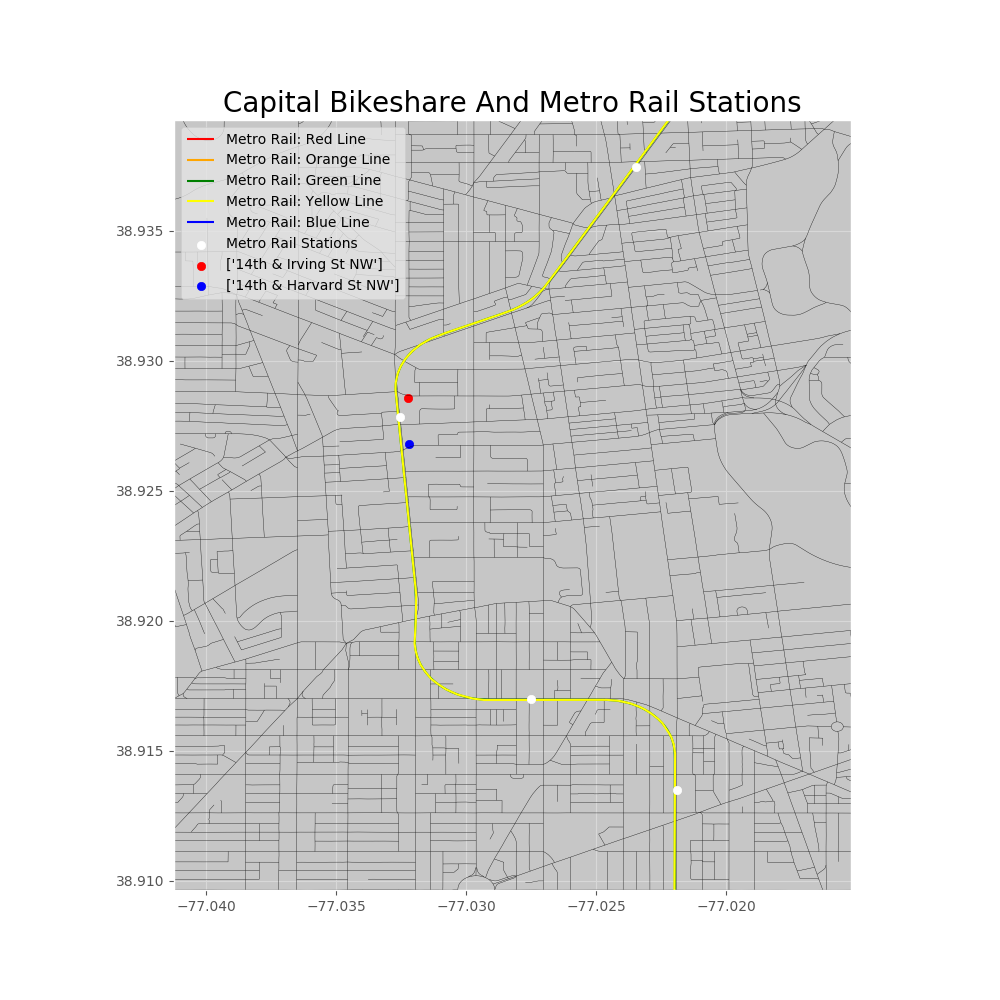 Capital Bikeshare And Metro Rail Stations
Metro Rail: Red Line
Metro Rail: Orange Line
Metro Rail: Green Line
Metro Rail: Yellow Line
Metro Rail: Blue Line
Metro Rail Stations
['14th & Irving St NW']
['14th & Harvard St NW']
38.935
38.930
38.925
38.920
38.915
38.910
−77.040 −77.035 −77.030 −77.025 −77.020